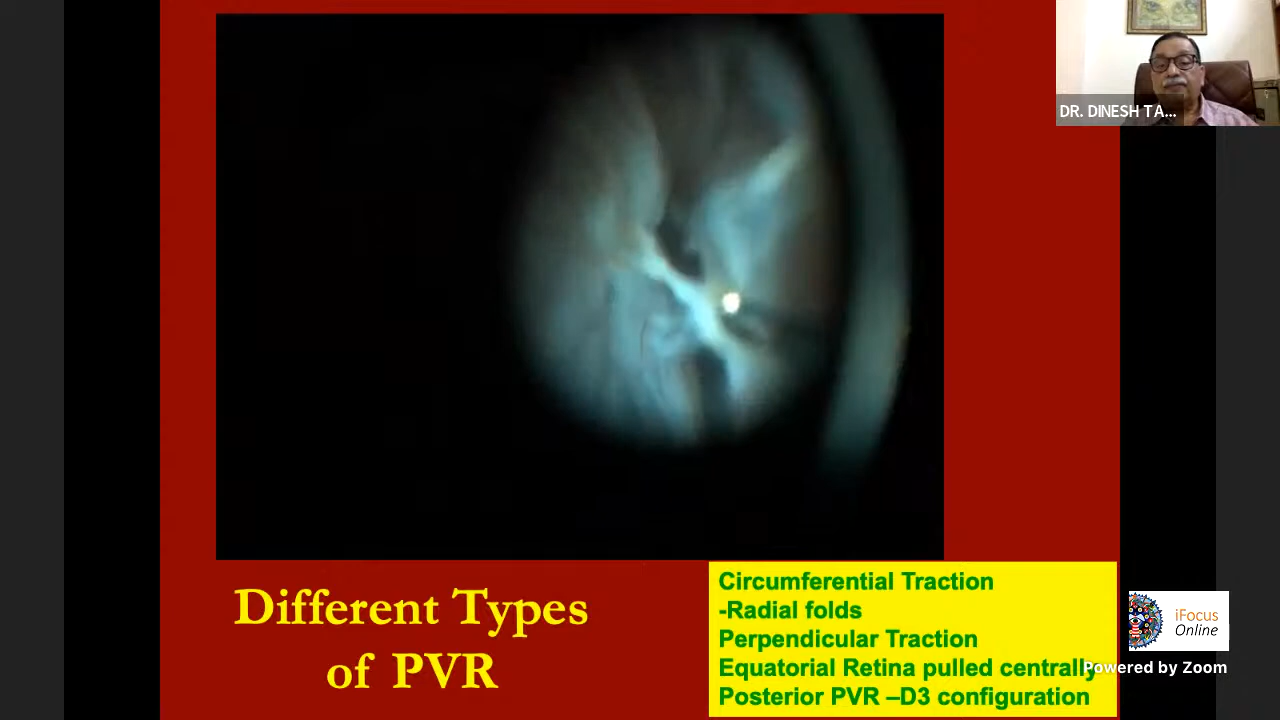 DR. DINESH TA...
Different Types
of PVR
Circumferential Traction
-Radial folds
Perpendicular Traction
Equatorial Retina pulled centrally
Posterior PVR –D3 configuration
iFocus
Online
Powered by Zoom